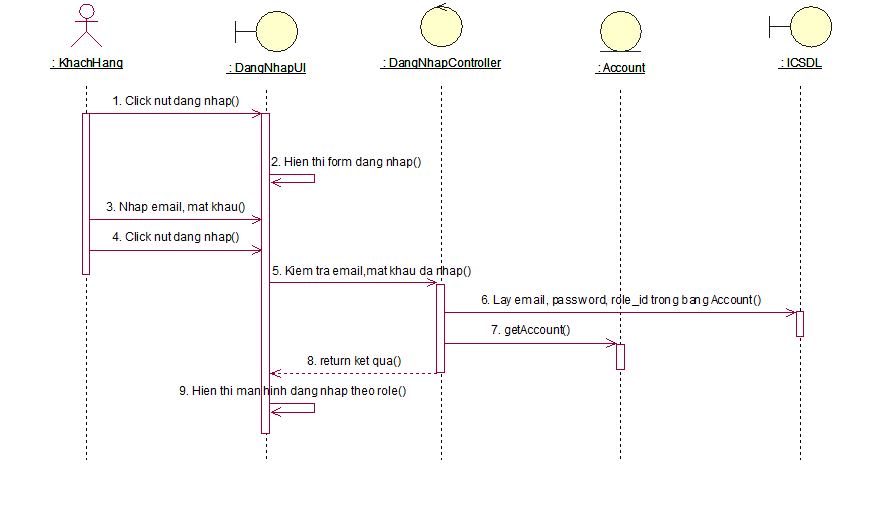 : KhachHang
: DangNhapUI
: DangNhapController
: Account
: ICSDL
1. Click nut dang nhap()
2. Hien thi form dang nhap()
3. Nhap email, mat khau()
4. Click nut dang nhap()
5. Kiem tra email,mat khau da nhap()
6. Lay email, password, role_id trong bang Account()
7. getAccount()
8. return ket qua()
9. Hien thi man hinh dang nhap theo role()